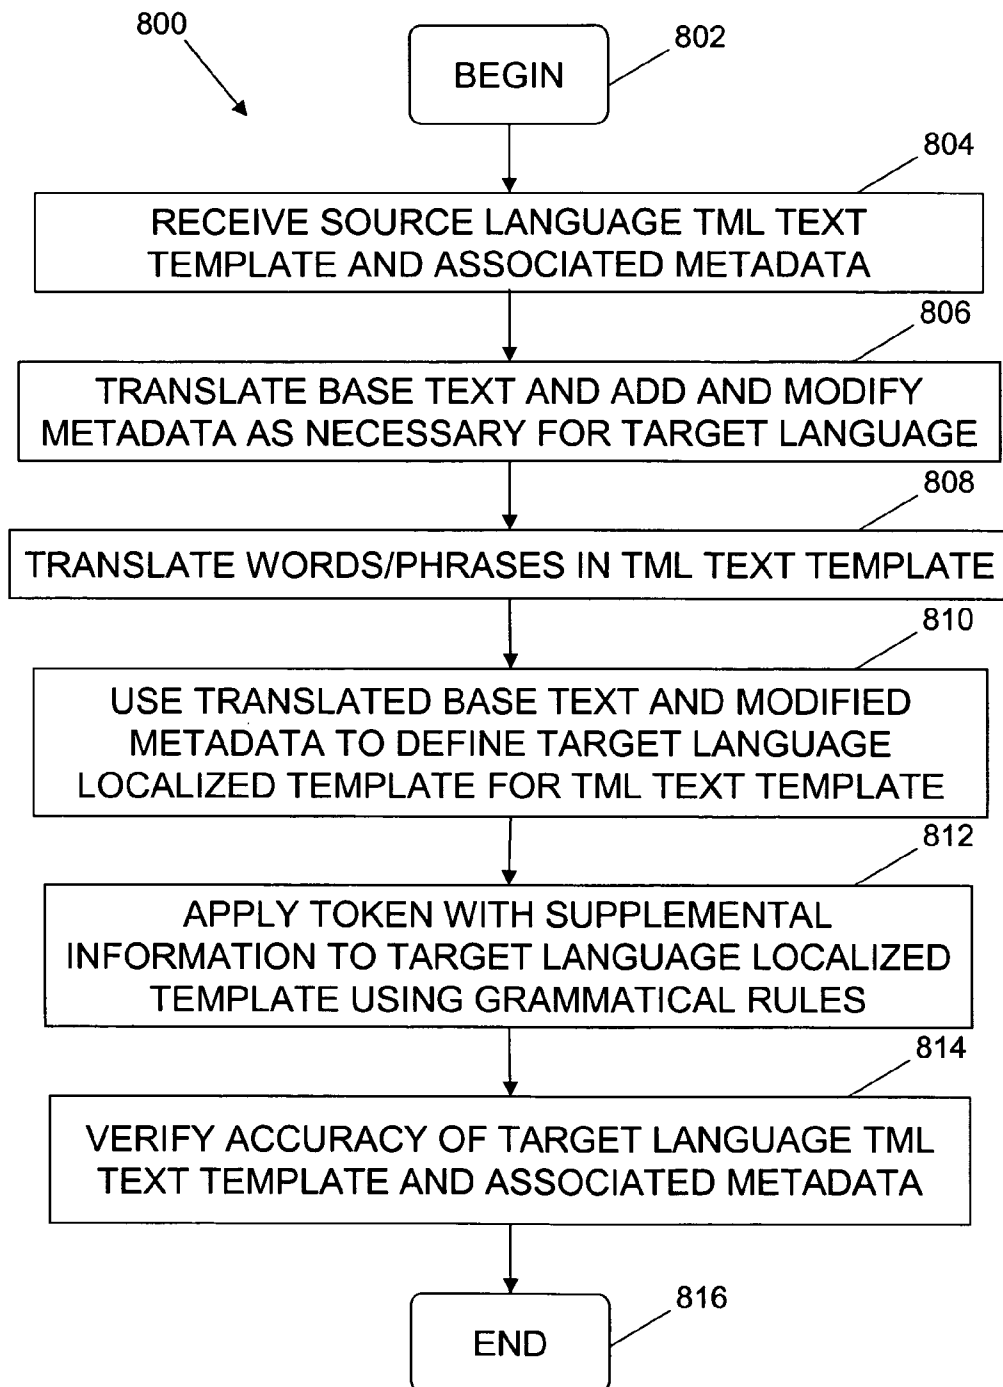 800
802
BEGIN
804
RECEIVE SOURCE LANGUAGE TML TEXT
TEMPLATE AND ASSOCIATED METADATA
806
TRANSLATE BASE TEXT AND ADD AND MODIFY
METADATA AS NECESSARY FOR TARGET LANGUAGE
808
TRANSLATE WORDS/PHRASES IN TML TEXT TEMPLATE
810
USE TRANSLATED BASE TEXT AND MODIFIED
METADATA TO DEFINE TARGET LANGUAGE
LOCALIZED TEMPLATE FOR TML TEXT TEMPLATE
812
APPLY TOKEN WITH SUPPLEMENTAL
INFORMATION TO TARGET LANGUAGE LOCALIZED
TEMPLATE USING GRAMMATICAL RULES
814
VERIFY ACCURACY OF TARGET LANGUAGE TML
TEXT TEMPLATE AND ASSOCIATED METADATA
816
END